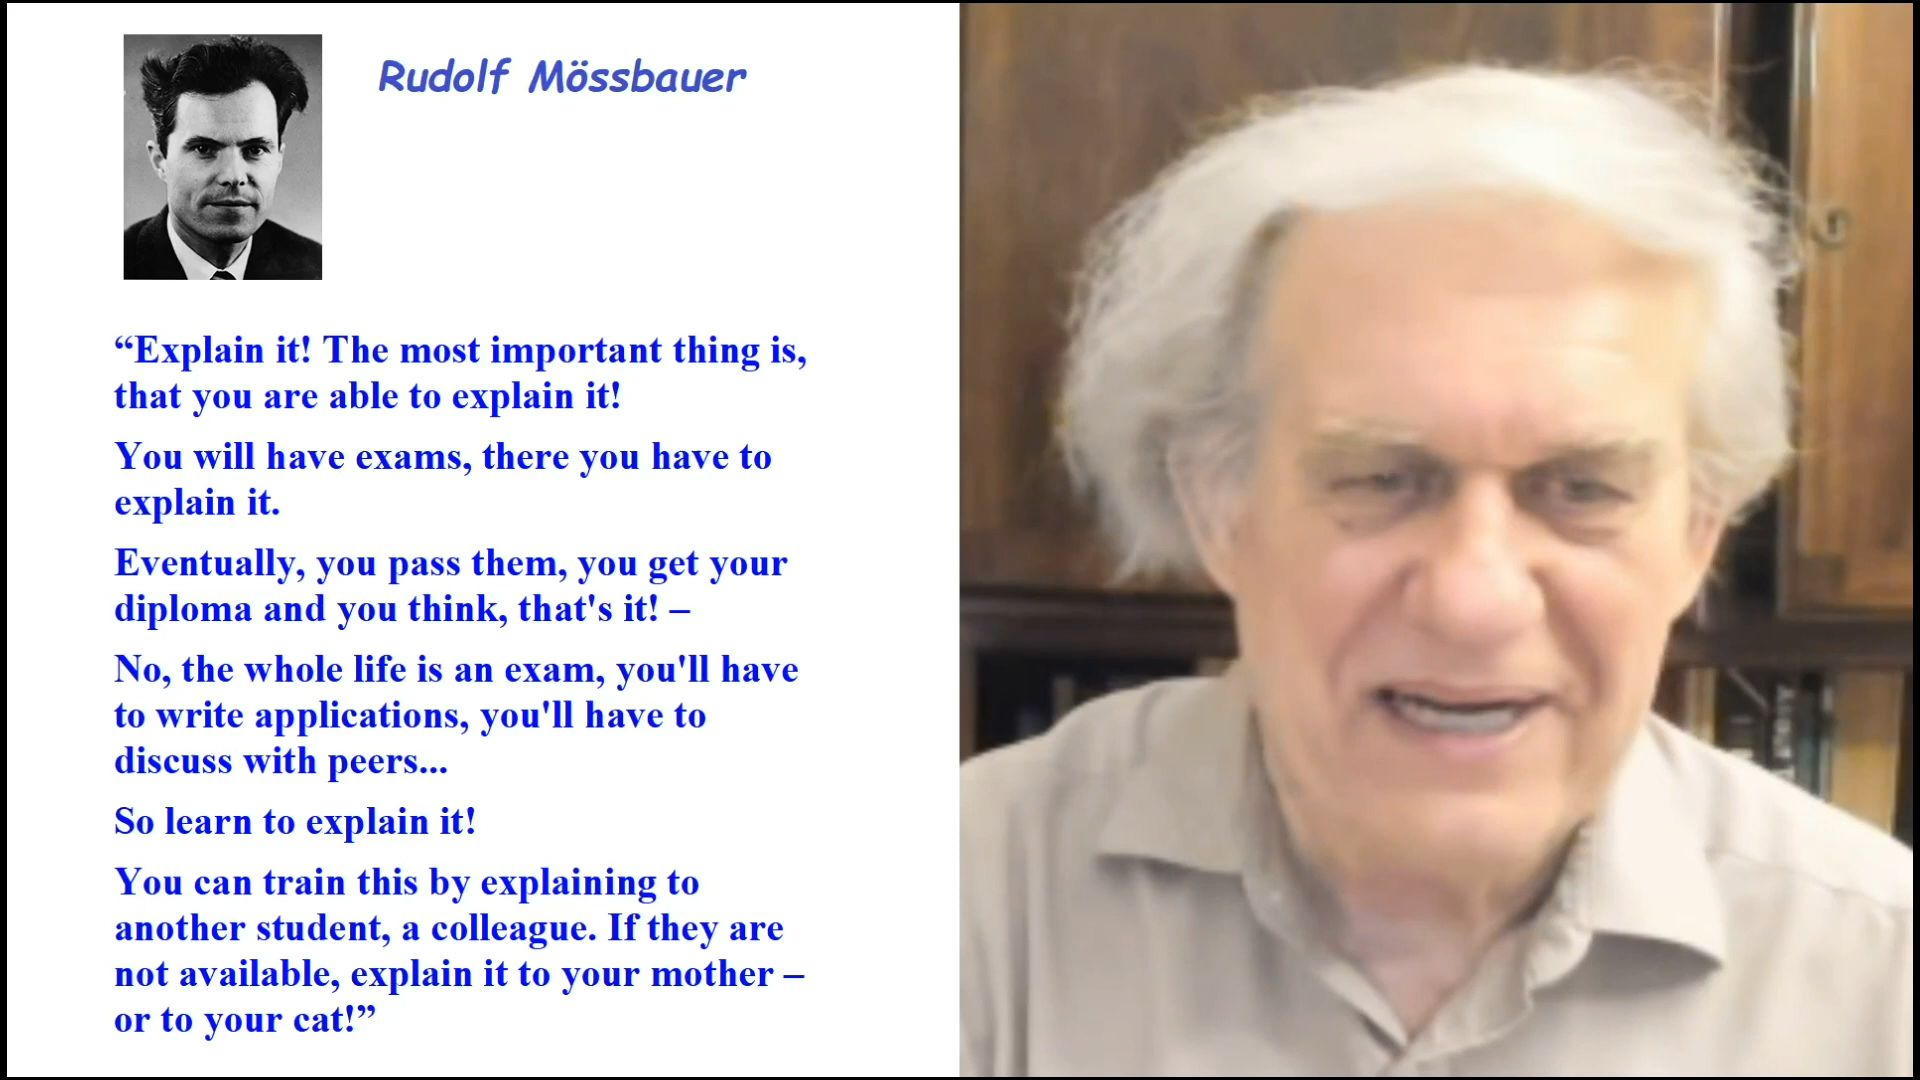 Rudolf Mössbauer
“Explain it! The most important thing is,
that you are able to explain it!
You will have exams, there you have to
explain it.
Eventually, you pass them, you get your
diploma and you think, that's it! –
No, the whole life is an exam, you'll have
to write applications, you'll have to
discuss with peers...
So learn to explain it!
You can train this by explaining to
another student, a colleague. If they are
not available, explain it to your mother –
or to your cat!”